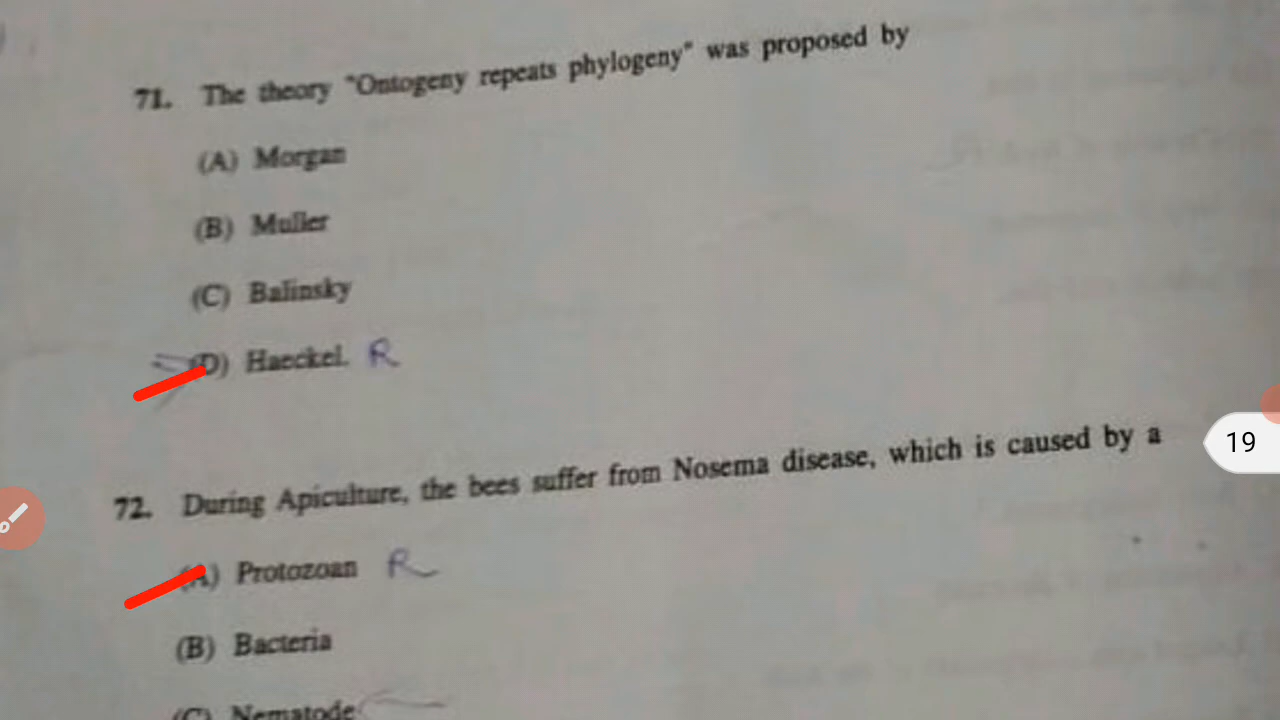 71. The theory "Ontogeny repeats phylogeny" was proposed by
(A) Morgan
(B) Muller
(C) Balinsky
(D) Haeckel. R
72. During Apiculture, the bees suffer from Nosema disease, which is caused by a
(A) Protozoan R
(B) Bacteria
(C) Nematode
19